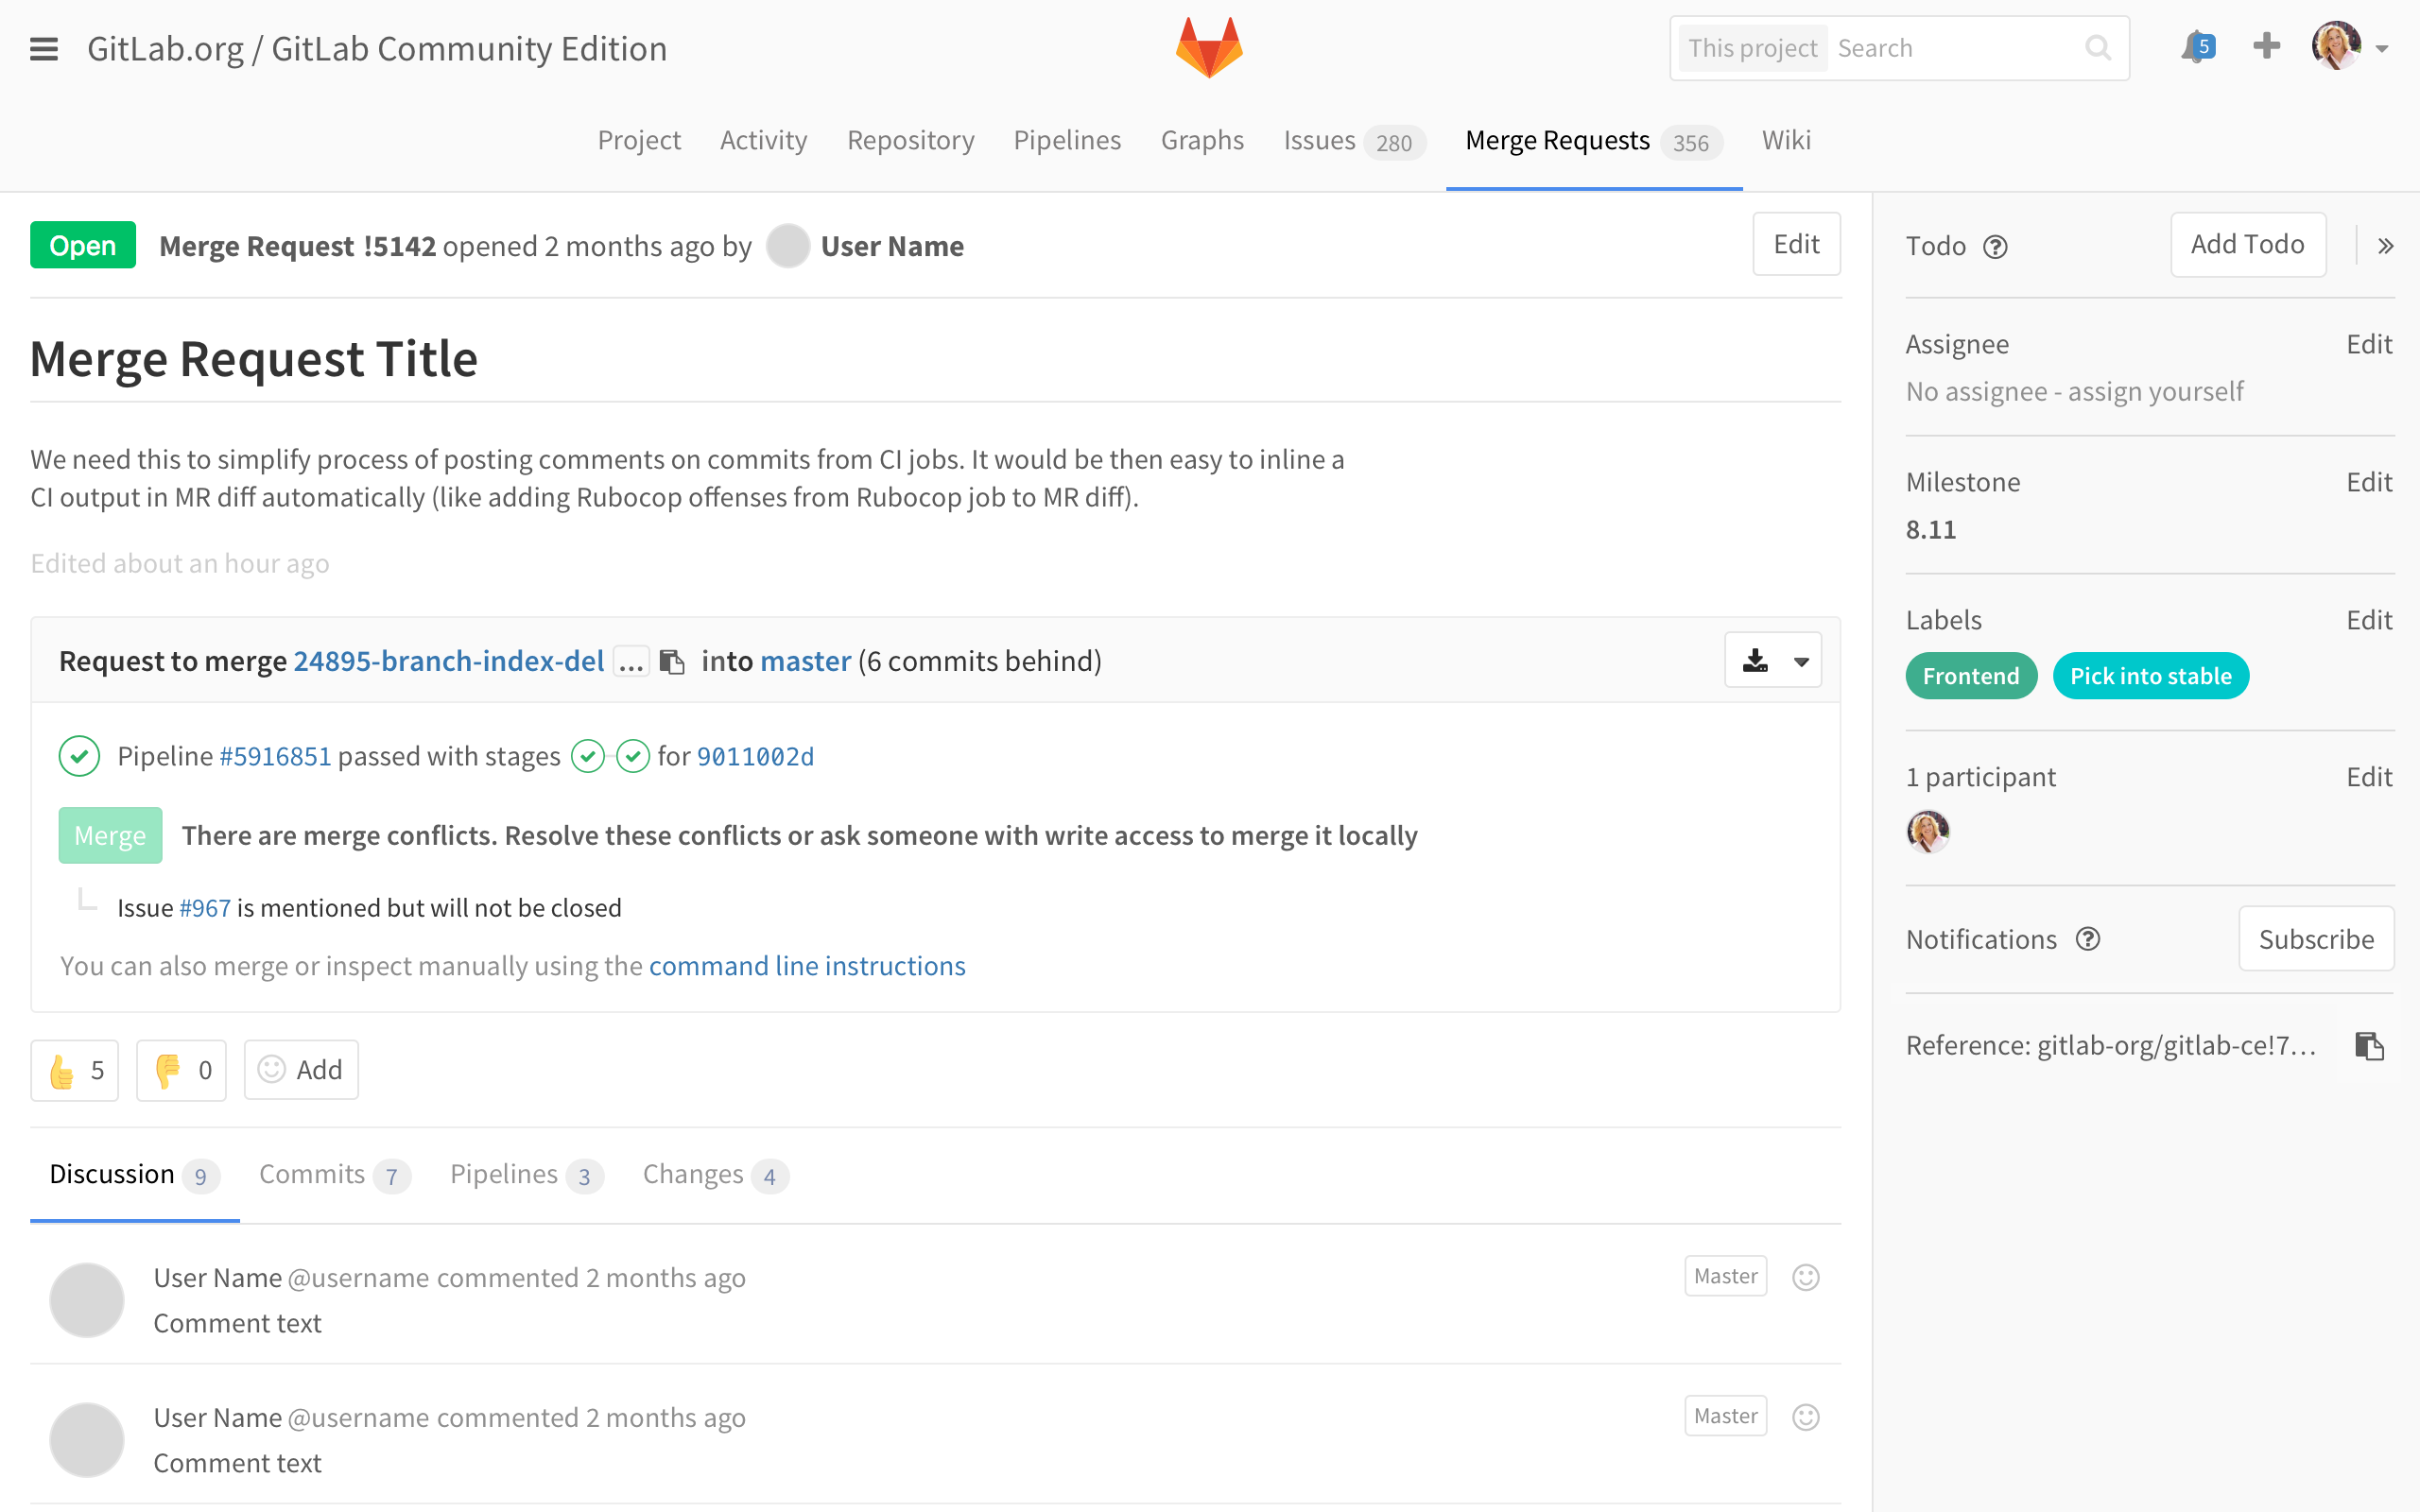 GitLab.org / GitLab Community Edition
This project Search
5
Project Activity Repository Pipelines Graphs Issues 280 Merge Requests 356 Wiki
Open Merge Request !5142 opened 2 months ago by User Name Edit
Merge Request Title
We need this to simplify process of posting comments on commits from CI jobs. It would be then easy to inline a
CI output in MR diff automatically (like adding Rubocop offenses from Rubocop job to MR diff).
Edited about an hour ago
Request to merge 24895-branch-index-del ... into master (6 commits behind)
Pipeline #5916851 passed with stages for 9011002d
Merge There are merge conflicts. Resolve these conflicts or ask someone with write access to merge it locally
Issue #967 is mentioned but will not be closed
You can also merge or inspect manually using the command line instructions
5 0 Add
Discussion 9 Commits 7 Pipelines 3 Changes 4
User Name @username commented 2 months ago Master
Comment text
User Name @username commented 2 months ago Master
Comment text
Todo ? Add Todo »
Assignee Edit
No assignee - assign yourself
Milestone Edit
8.11
Labels Edit
Frontend Pick into stable
1 participant Edit
Notifications ? Subscribe
Reference: gitlab-org/gitlab-ce!7...